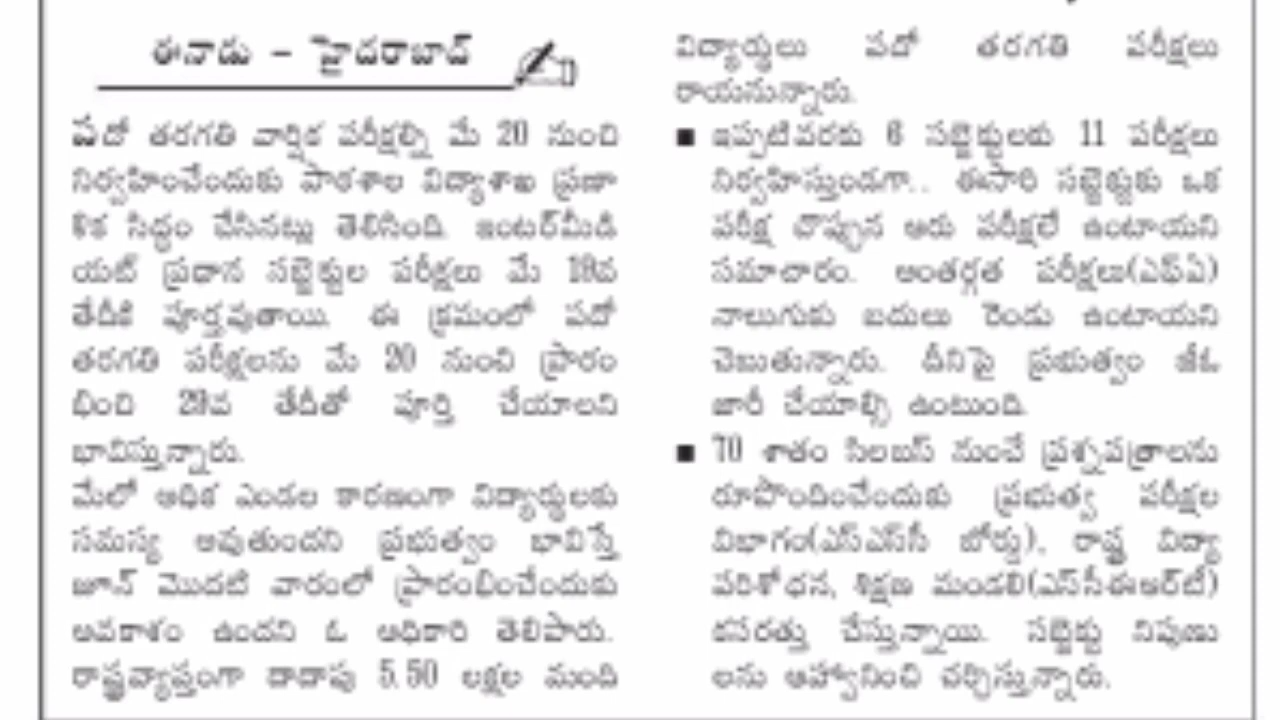 ఈనాడు – హైదరాబాద్
పదో తరగతి వార్షిక పరీక్షల్ని మే 20 నుంచి
నిర్వహించేందుకు పాఠశాల విద్యాశాఖ ప్రణా
ళిక సిద్ధం చేసినట్లు తెలిసింది. ఇంటర్‌మీడి
యట్ ప్రధాన సబ్జెక్టుల పరీక్షలు మే 18వ
తేదీకి పూర్తవుతాయి. ఈ క్రమంలో పదో
తరగతి పరీక్షలను మే 20 నుంచి ప్రారం
భించి 29వ తేదీతో పూర్తి చేయాలని
భావిస్తున్నారు.
మేలో అధిక ఎండల కారణంగా విద్యార్థులకు
సమస్య అవుతుందని ప్రభుత్వం భావిస్తే
జూన్ మొదటి వారంలో ప్రారంభించేందుకు
అవకాశం ఉందని ఓ అధికారి తెలిపారు.
రాష్ట్రవ్యాప్తంగా దాదాపు 5.50 లక్షల మంది
విద్యార్థులు పదో తరగతి పరీక్షలు
రాయనున్నారు.
■ ఇప్పటివరకు 6 సబ్జెక్టులకు 11 పరీక్షలు
నిర్వహిస్తుండగా.. ఈసారి సబ్జెక్టుకు ఒక
పరీక్ష చొప్పున ఆరు పరీక్షలే ఉంటాయని
సమాచారం. అంతర్గత పరీక్షలు(ఎఫ్ఏ)
నాలుగుకు బదులు రెండు ఉంటాయని
చెబుతున్నారు. దీనిపై ప్రభుత్వం జీఓ
జారీ చేయాల్సి ఉంటుంది.
■ 70 శాతం సిలబస్ నుంచే ప్రశ్నపత్రాలను
రూపొందించేందుకు ప్రభుత్వ పరీక్షల
విభాగం(ఎస్ఎస్‌సీ బోర్డు), రాష్ట్ర విద్యా
పరిశోధన, శిక్షణ మండలి(ఎస్‌సీఈఆర్‌టీ)
కసరత్తు చేస్తున్నాయి. సబ్జెక్టు నిపుణు
లను ఆహ్వానించి చర్చిస్తున్నారు.